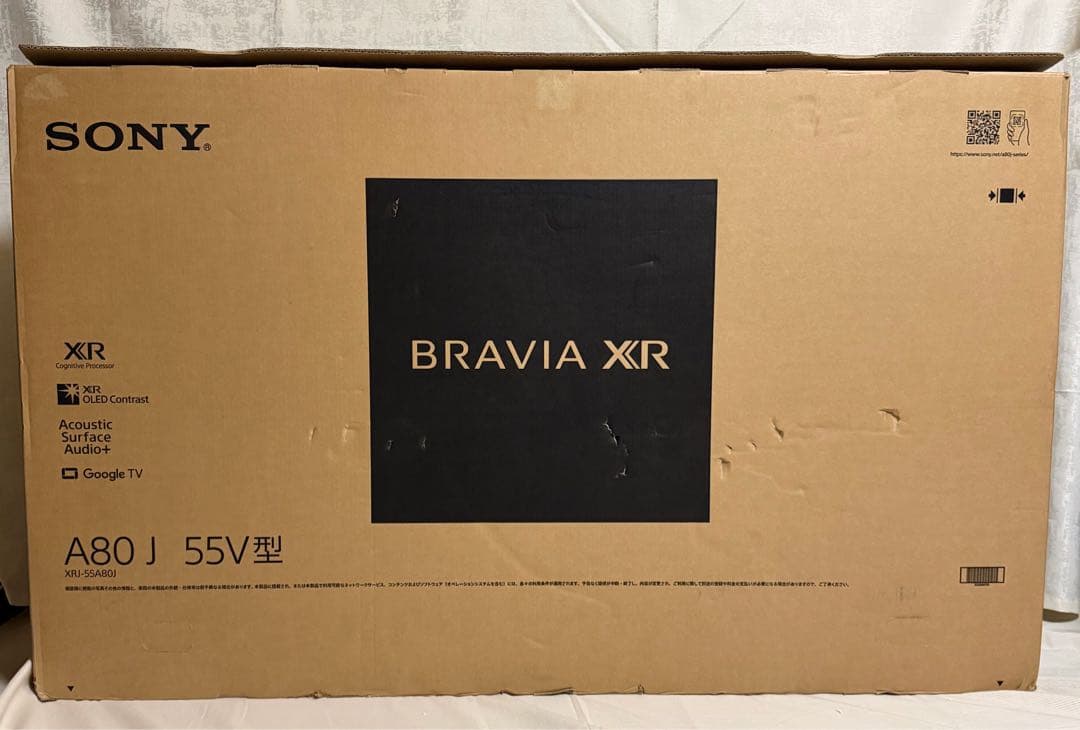 SONY®
https://www.sony.net/a80j-series/
BRAVIA XR
XR
Cognitive Processor
XR
OLED Contrast
Acoustic
Surface
Audio+
Google TV
A80J 55V型
XRJ-55A80J